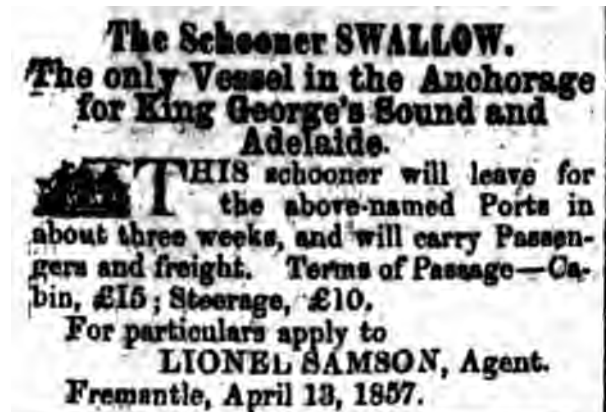 The Schooner SWALLOW.
The only Vessel in the Anchorage
for King George's Sound and
Adelaide.
THIS schooner will leave for
the above-named Ports in
about three weeks, and will carry Passen-
gers and freight. Terms of Passage—Ca-
bin, £15; Steerage, £10.
For particulars apply to
LIONEL SAMSON, Agent.
Fremantle, April 13, 1857.